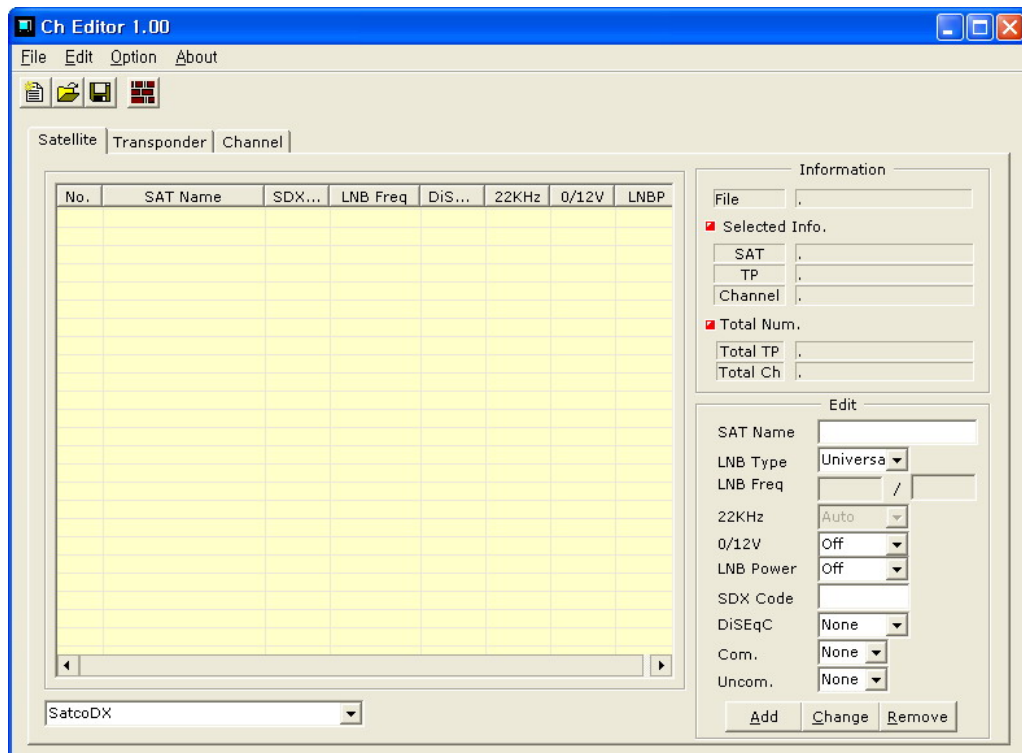 Ch Editor 1.00
File Edit Option About
Satellite Transponder Channel
No. SAT Name SDX... LNB Freq DiS... 22KHz 0/12V LNBP
SatcoDX
Information
File .
Selected Info.
SAT .
TP .
Channel .
Total Num.
Total TP .
Total Ch .
Edit
SAT Name
LNB Type Universa
LNB Freq /
22KHz Auto
0/12V Off
LNB Power Off
SDX Code
DiSEqC None
Com. None
Uncom. None
Add Change Remove